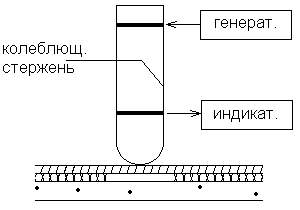 генерат.
колеблющ.
стержень
индикат.